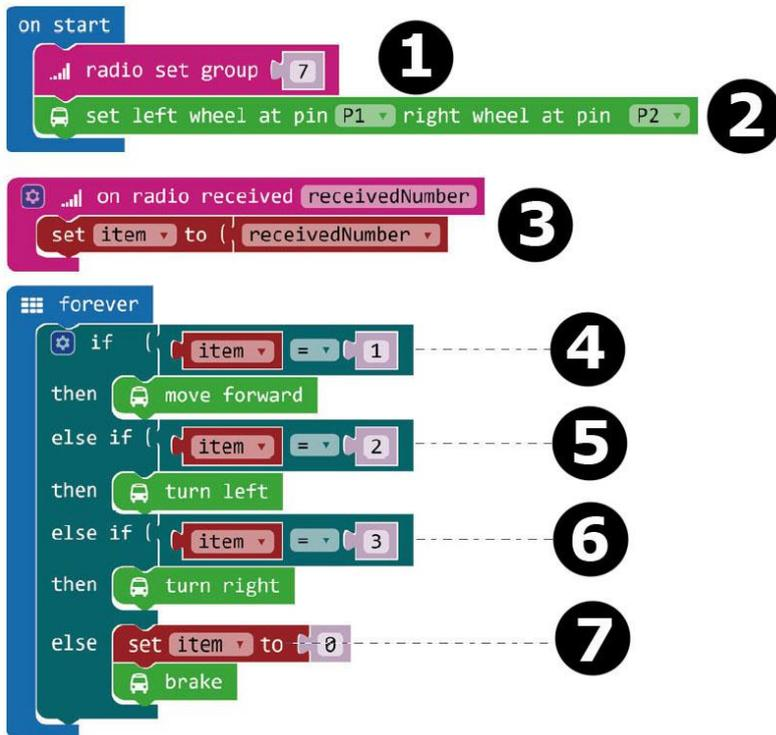 on start
radio set group 7
1
set left wheel at pin P1 right wheel at pin P2
2
on radio received receivedNumber
set item to ( receivedNumber
3
forever
if ( item = 1
4
then move forward
else if ( item = 2
5
then turn left
else if ( item = 3
6
then turn right
else set item to 0
7
brake